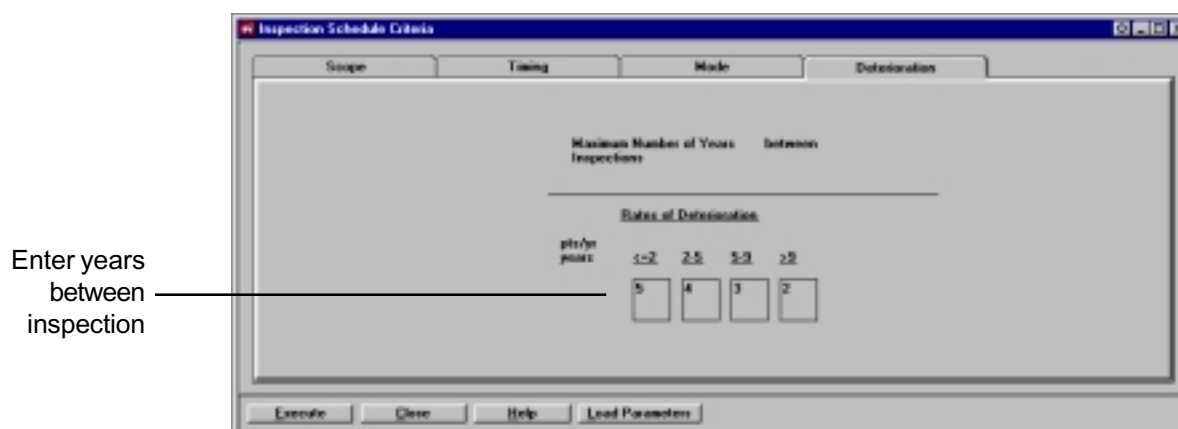 Inspection Schedule Criteria
Scope Timing Mode Deterioration
Maximum Number of Years between
Inspections
Rates of Deterioration
pts/yr
years <=2 2-5 5-9 >9
Enter years
between
inspection
5 4 3 2
Execute Close Help Load Parameters